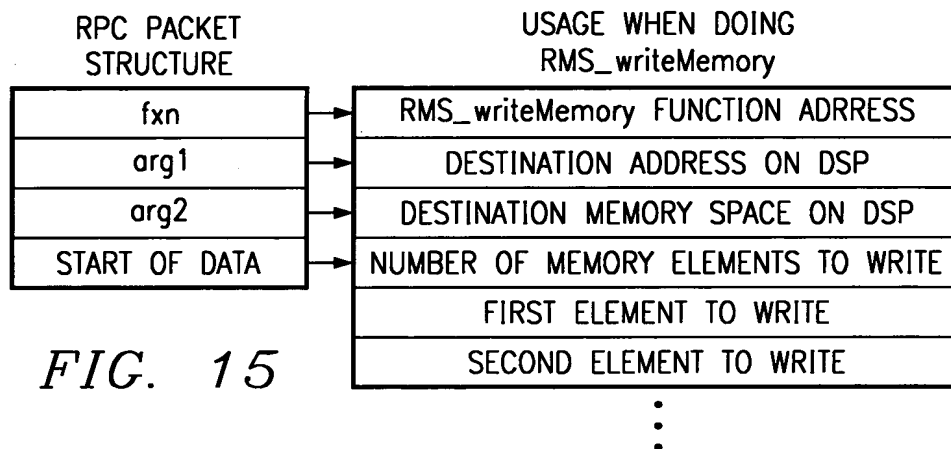 RPC PACKET
STRUCTURE
USAGE WHEN DOING
RMS_writeMemory
fxn
RMS_writeMemory FUNCTION ADRRESS
arg1
DESTINATION ADDRESS ON DSP
arg2
DESTINATION MEMORY SPACE ON DSP
START OF DATA
NUMBER OF MEMORY ELEMENTS TO WRITE
FIRST ELEMENT TO WRITE
SECOND ELEMENT TO WRITE
FIG. 15